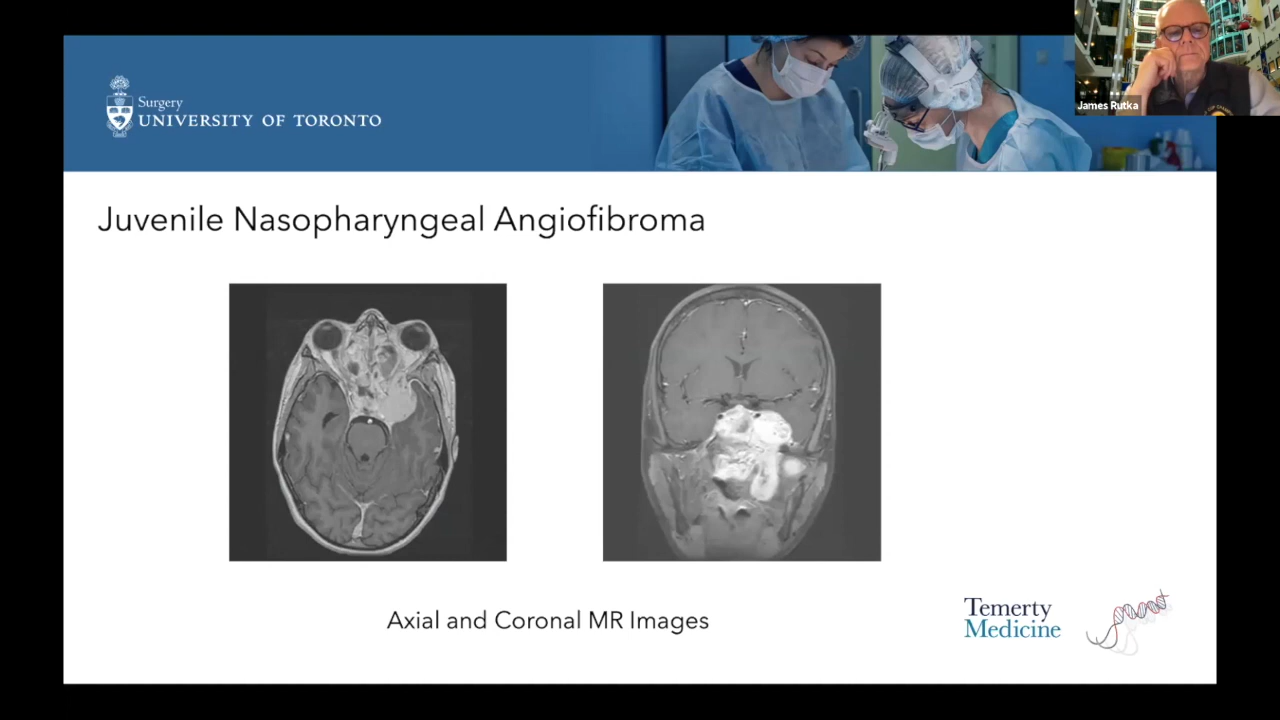 Surgery
UNIVERSITY OF TORONTO
James Rutka
Juvenile Nasopharyngeal Angiofibroma
Axial and Coronal MR Images
Temerty
Medicine